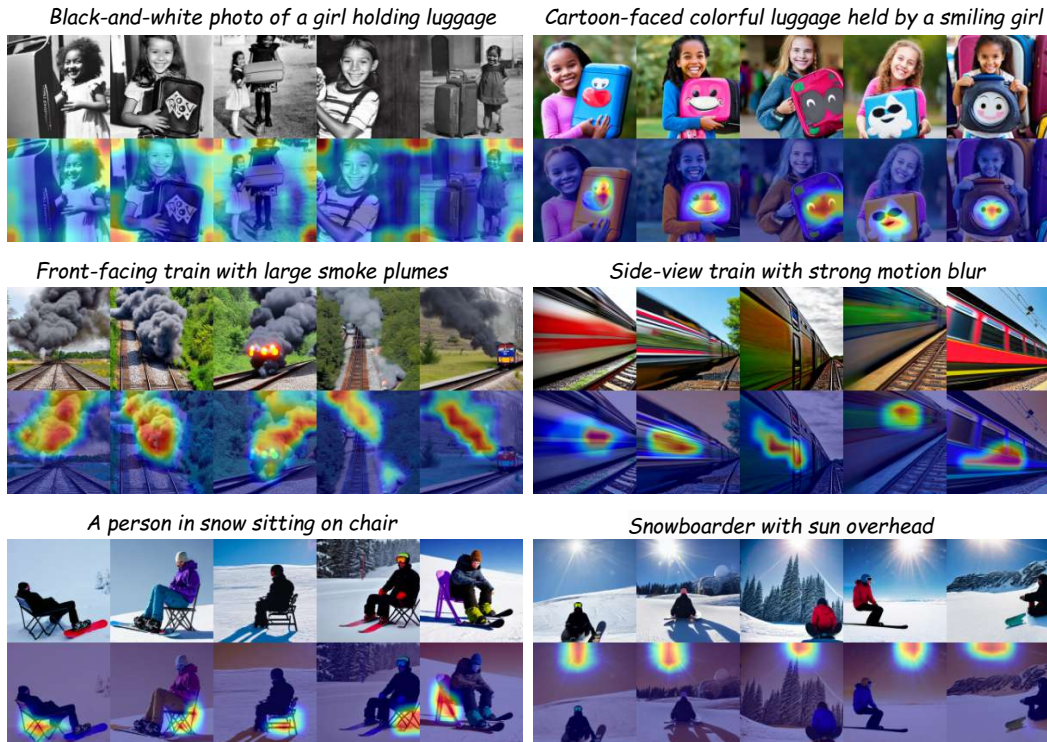 Black-and-white photo of a girl holding luggage
Cartoon-faced colorful luggage held by a smiling girl
Front-facing train with large smoke plumes
Side-view train with strong motion blur
A person in snow sitting on chair
Snowboarder with sun overhead